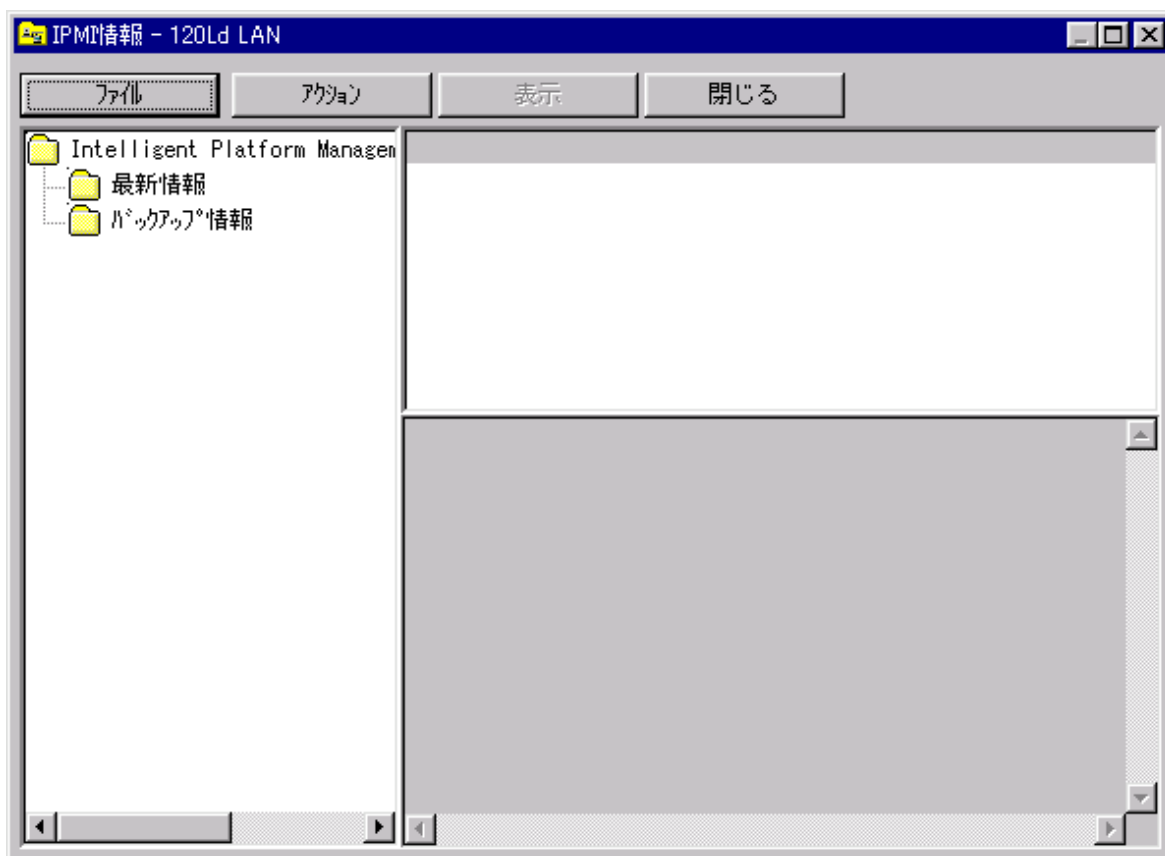 IPMI情報 - 120Ld LAN
ﾌｧｲﾙ
ｱｸｼｮﾝ
表示
閉じる
Intelligent Platform Managem
最新情報
ﾊﾞｯｸｱｯﾌﾟ情報